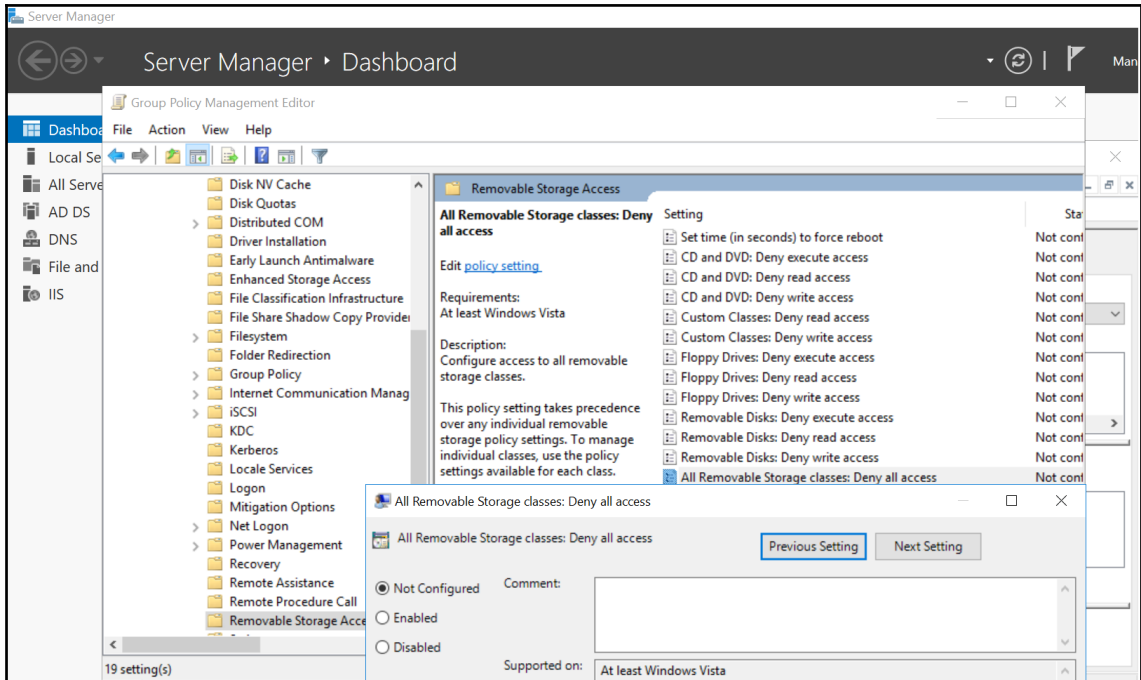 Server Manager
Server Manager • Dashboard
Man
Group Policy Management Editor
File Action View Help
Dashboa
Local Se
All Serve
AD DS
DNS
File and
IIS
Disk NV Cache
Disk Quotas
Distributed COM
Driver Installation
Early Launch Antimalware
Enhanced Storage Access
File Classification Infrastructure
File Share Shadow Copy Provider
Filesystem
Folder Redirection
Group Policy
Internet Communication Manag
iSCSI
KDC
Kerberos
Locale Services
Logon
Mitigation Options
Net Logon
Power Management
Recovery
Remote Assistance
Remote Procedure Call
Removable Storage Acce
19 setting(s)
Removable Storage Access
All Removable Storage classes: Deny
all access
Edit policy setting
Requirements:
At least Windows Vista
Description:
Configure access to all removable
storage classes.
This policy setting takes precedence
over any individual removable
storage policy settings. To manage
individual classes, use the policy
settings available for each class.
Setting Sta
Set time (in seconds) to force reboot Not conf
CD and DVD: Deny execute access Not conf
CD and DVD: Deny read access Not conf
CD and DVD: Deny write access Not conf
Custom Classes: Deny read access Not conf
Custom Classes: Deny write access Not conf
Floppy Drives: Deny execute access Not conf
Floppy Drives: Deny read access Not conf
Floppy Drives: Deny write access Not conf
Removable Disks: Deny execute access Not conf
Removable Disks: Deny read access Not conf
Removable Disks: Deny write access Not conf
All Removable Storage classes: Deny all access Not conf
All Removable Storage classes: Deny all access
All Removable Storage classes: Deny all access
Previous Setting Next Setting
Not Configured Comment:
Enabled
Disabled
Supported on: At least Windows Vista